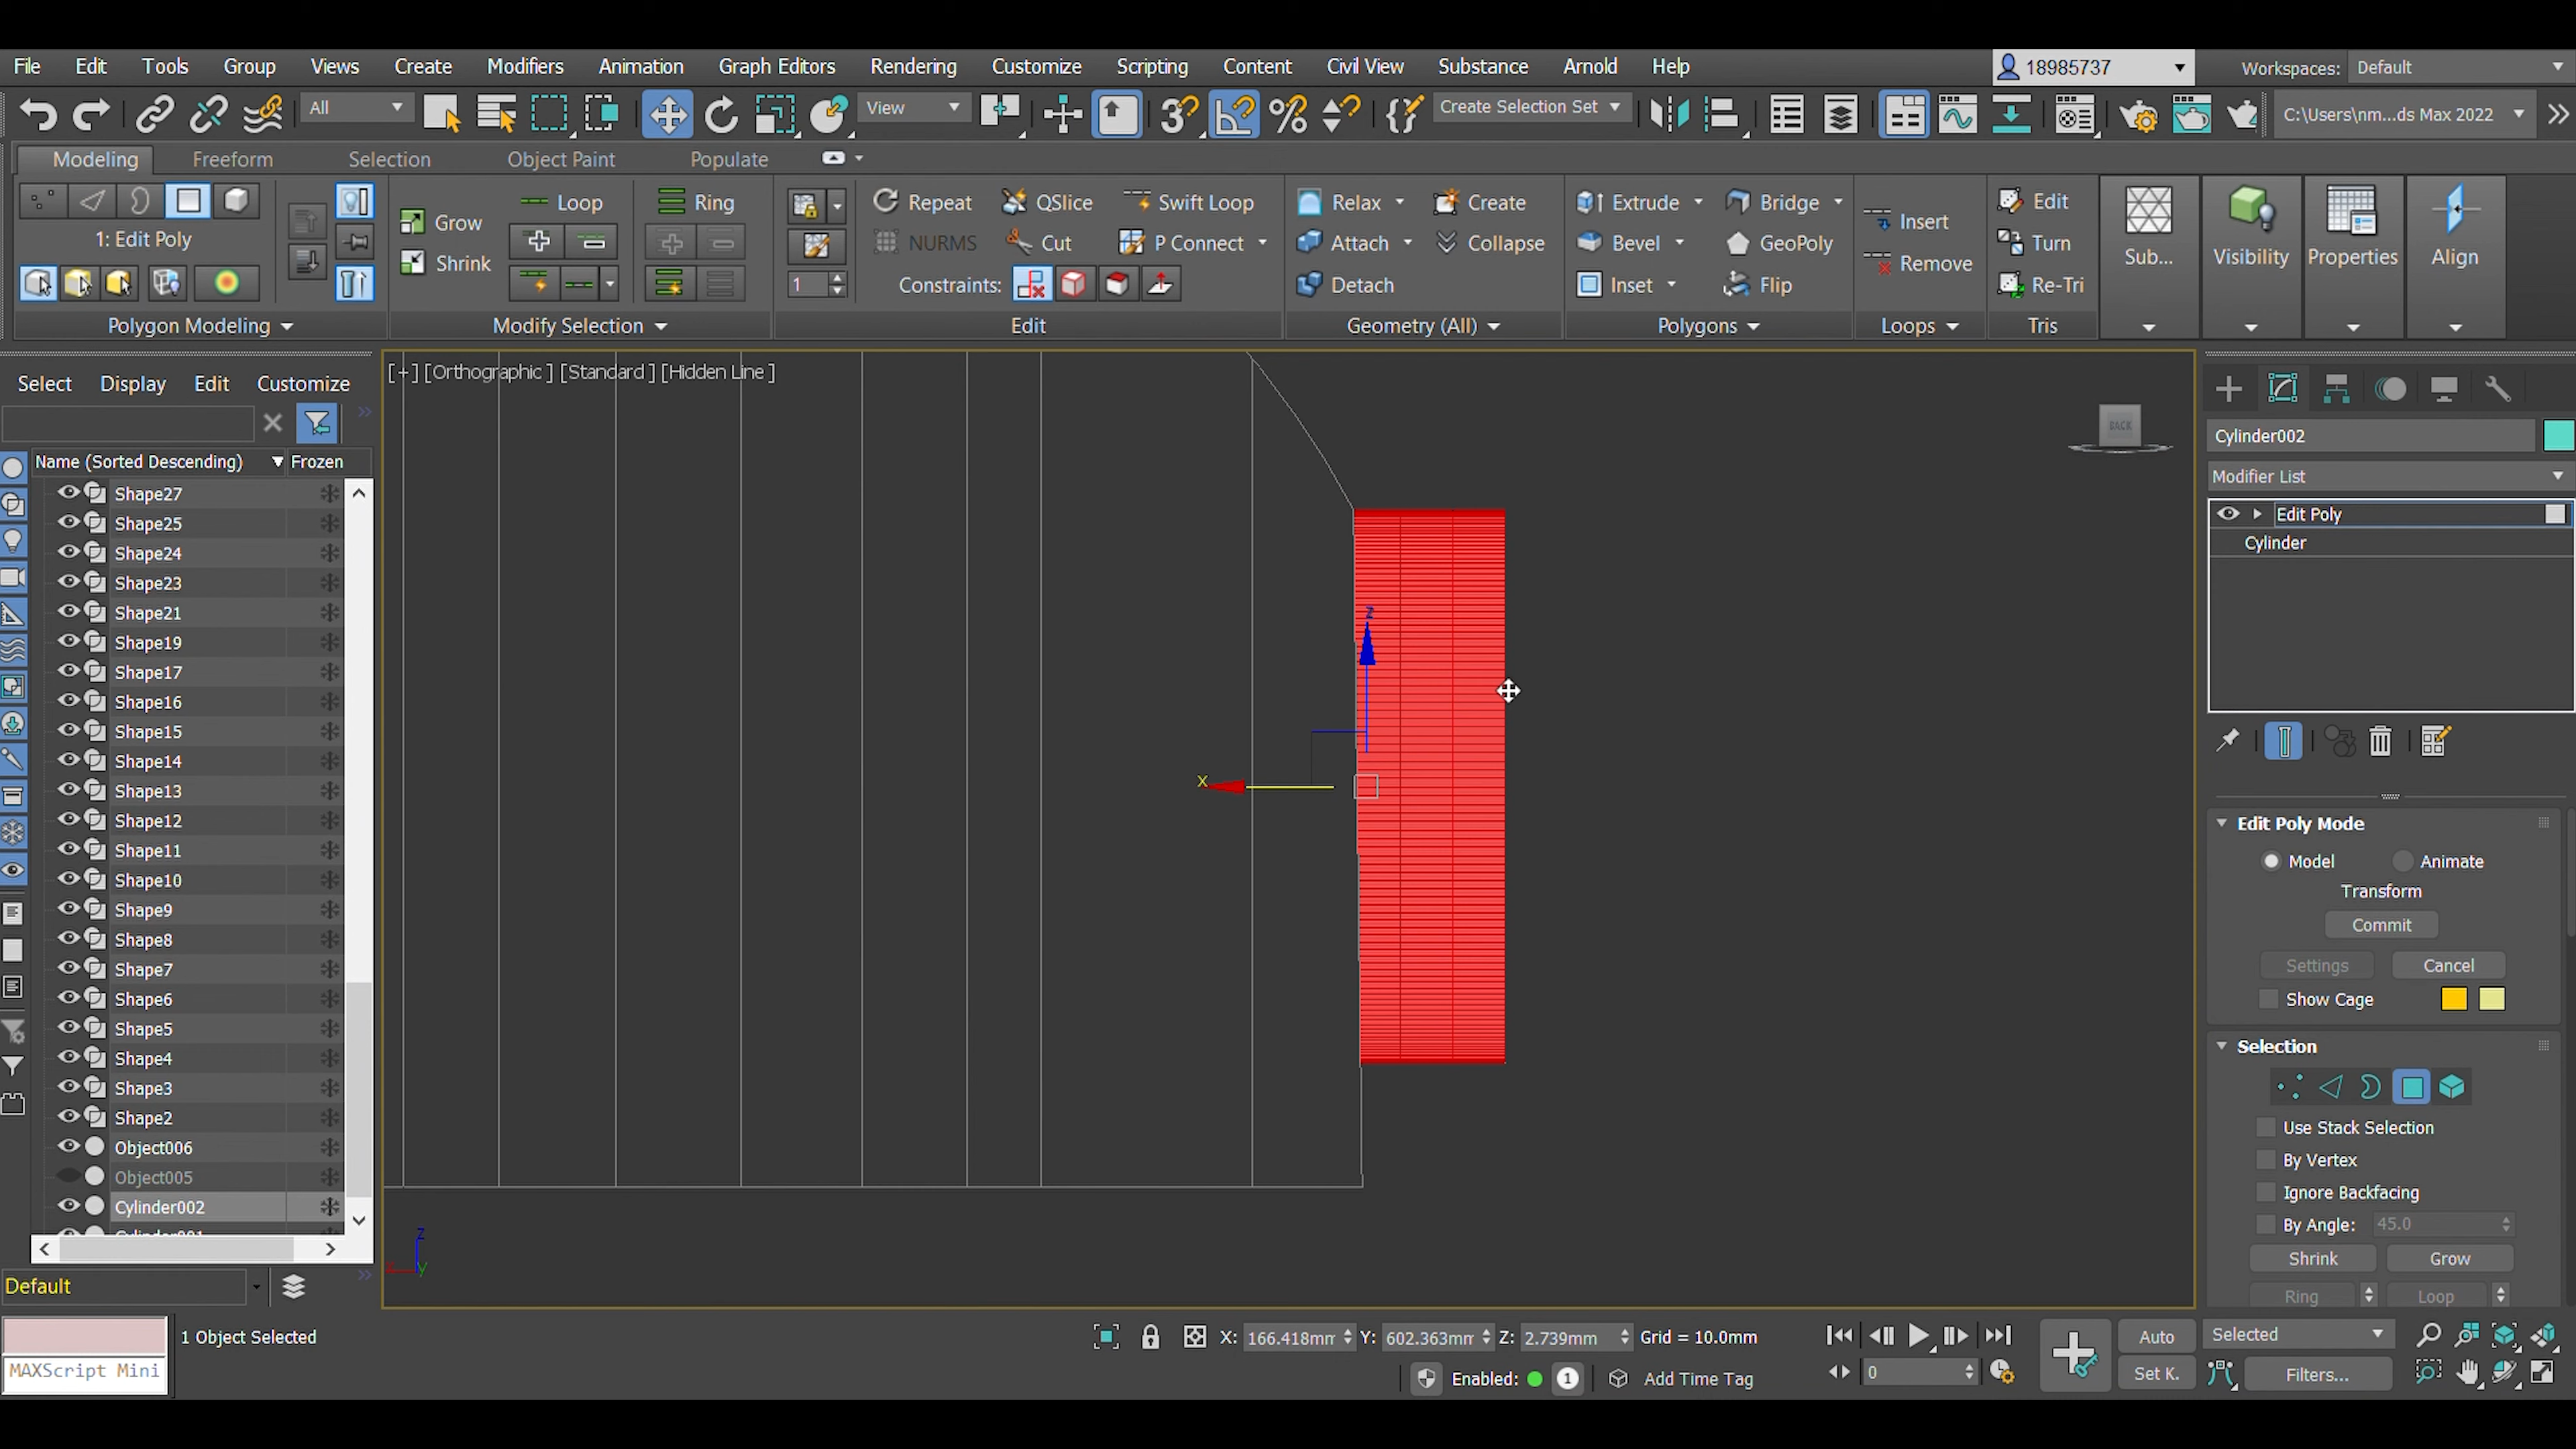 File Edit Tools Group Views Create Modifiers Animation Graph Editors Rendering Customize Scripting Content Civil View Substance Arnold Help 18985737 Workspaces: Default
All View Create Selection Set C:\Users\nm...ds Max 2022
Modeling Freeform Selection Object Paint Populate
Loop Ring Repeat QSlice Swift Loop Relax Create Extrude Bridge Edit
Grow Insert
1: Edit Poly NURMS Cut P Connect Attach Collapse Bevel GeoPoly Turn Sub... Visibility Properties Align
Shrink Remove
1 Constraints: Detach Inset Flip Re-Tri
Polygon Modeling Modify Selection Edit Geometry (All) Polygons Loops Tris
Select Display Edit Customize
[+] [Orthographic ] [Standard ] [Hidden Line ]
BACK
Name (Sorted Descending) Frozen
Shape27
Shape25
Shape24
Shape23
Shape21
Shape19
Shape17
Shape16
Shape15
Shape14
Shape13
Shape12
Shape11
Shape10
Shape9
Shape8
Shape7
Shape6
Shape5
Shape4
Shape3
Shape2
Object006
Object005
Cylinder002
Cylinder001
Default
z
x
z
y
Cylinder002
Modifier List
Edit Poly
Cylinder
Edit Poly Mode
Model Animate
Transform
Commit
Settings Cancel
Show Cage
Selection
Use Stack Selection
By Vertex
Ignore Backfacing
By Angle: 45.0
Shrink Grow
Ring Loop
1 Object Selected X: 166.418mm Y: 602.363mm Z: 2.739mm Grid = 10.0mm Auto Selected
MAXScript Mini Enabled: 1 Add Time Tag 0 Set K. Filters...